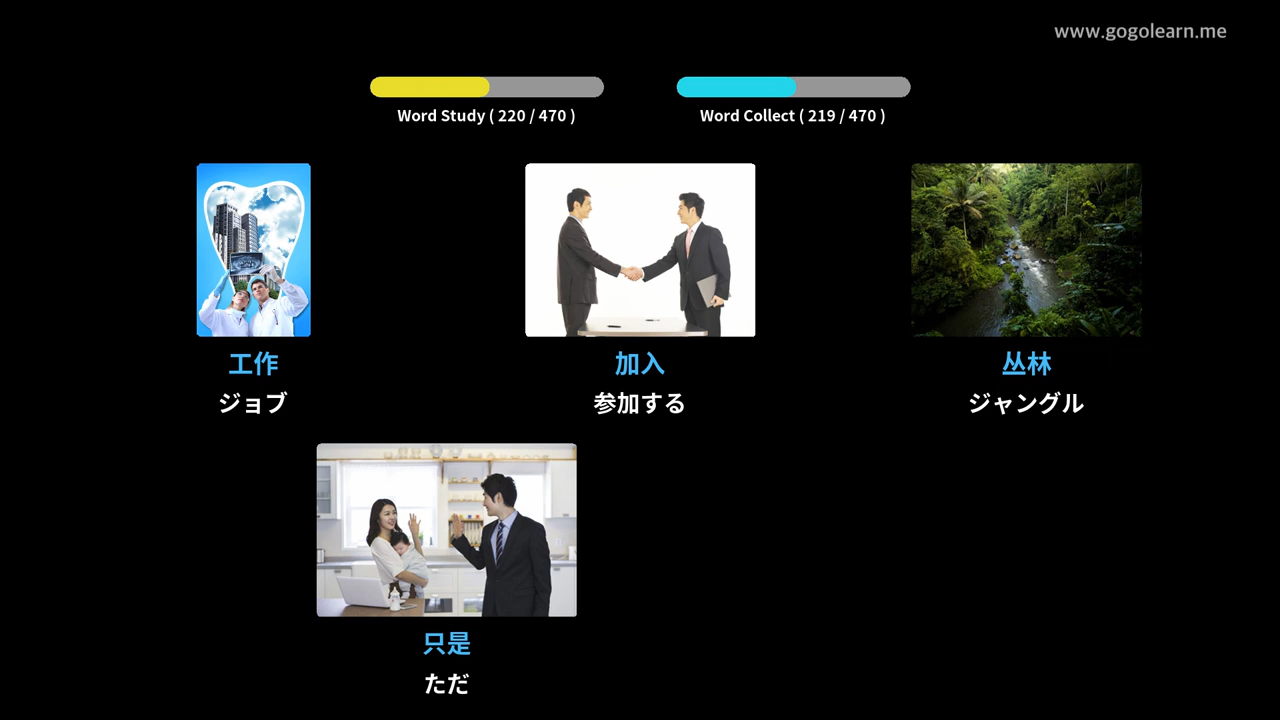 www.gogolearn.me
Word Study ( 220 / 470 )
Word Collect ( 219 / 470 )
工作
ジョブ
加入
参加する
丛林
ジャングル
只是
ただ